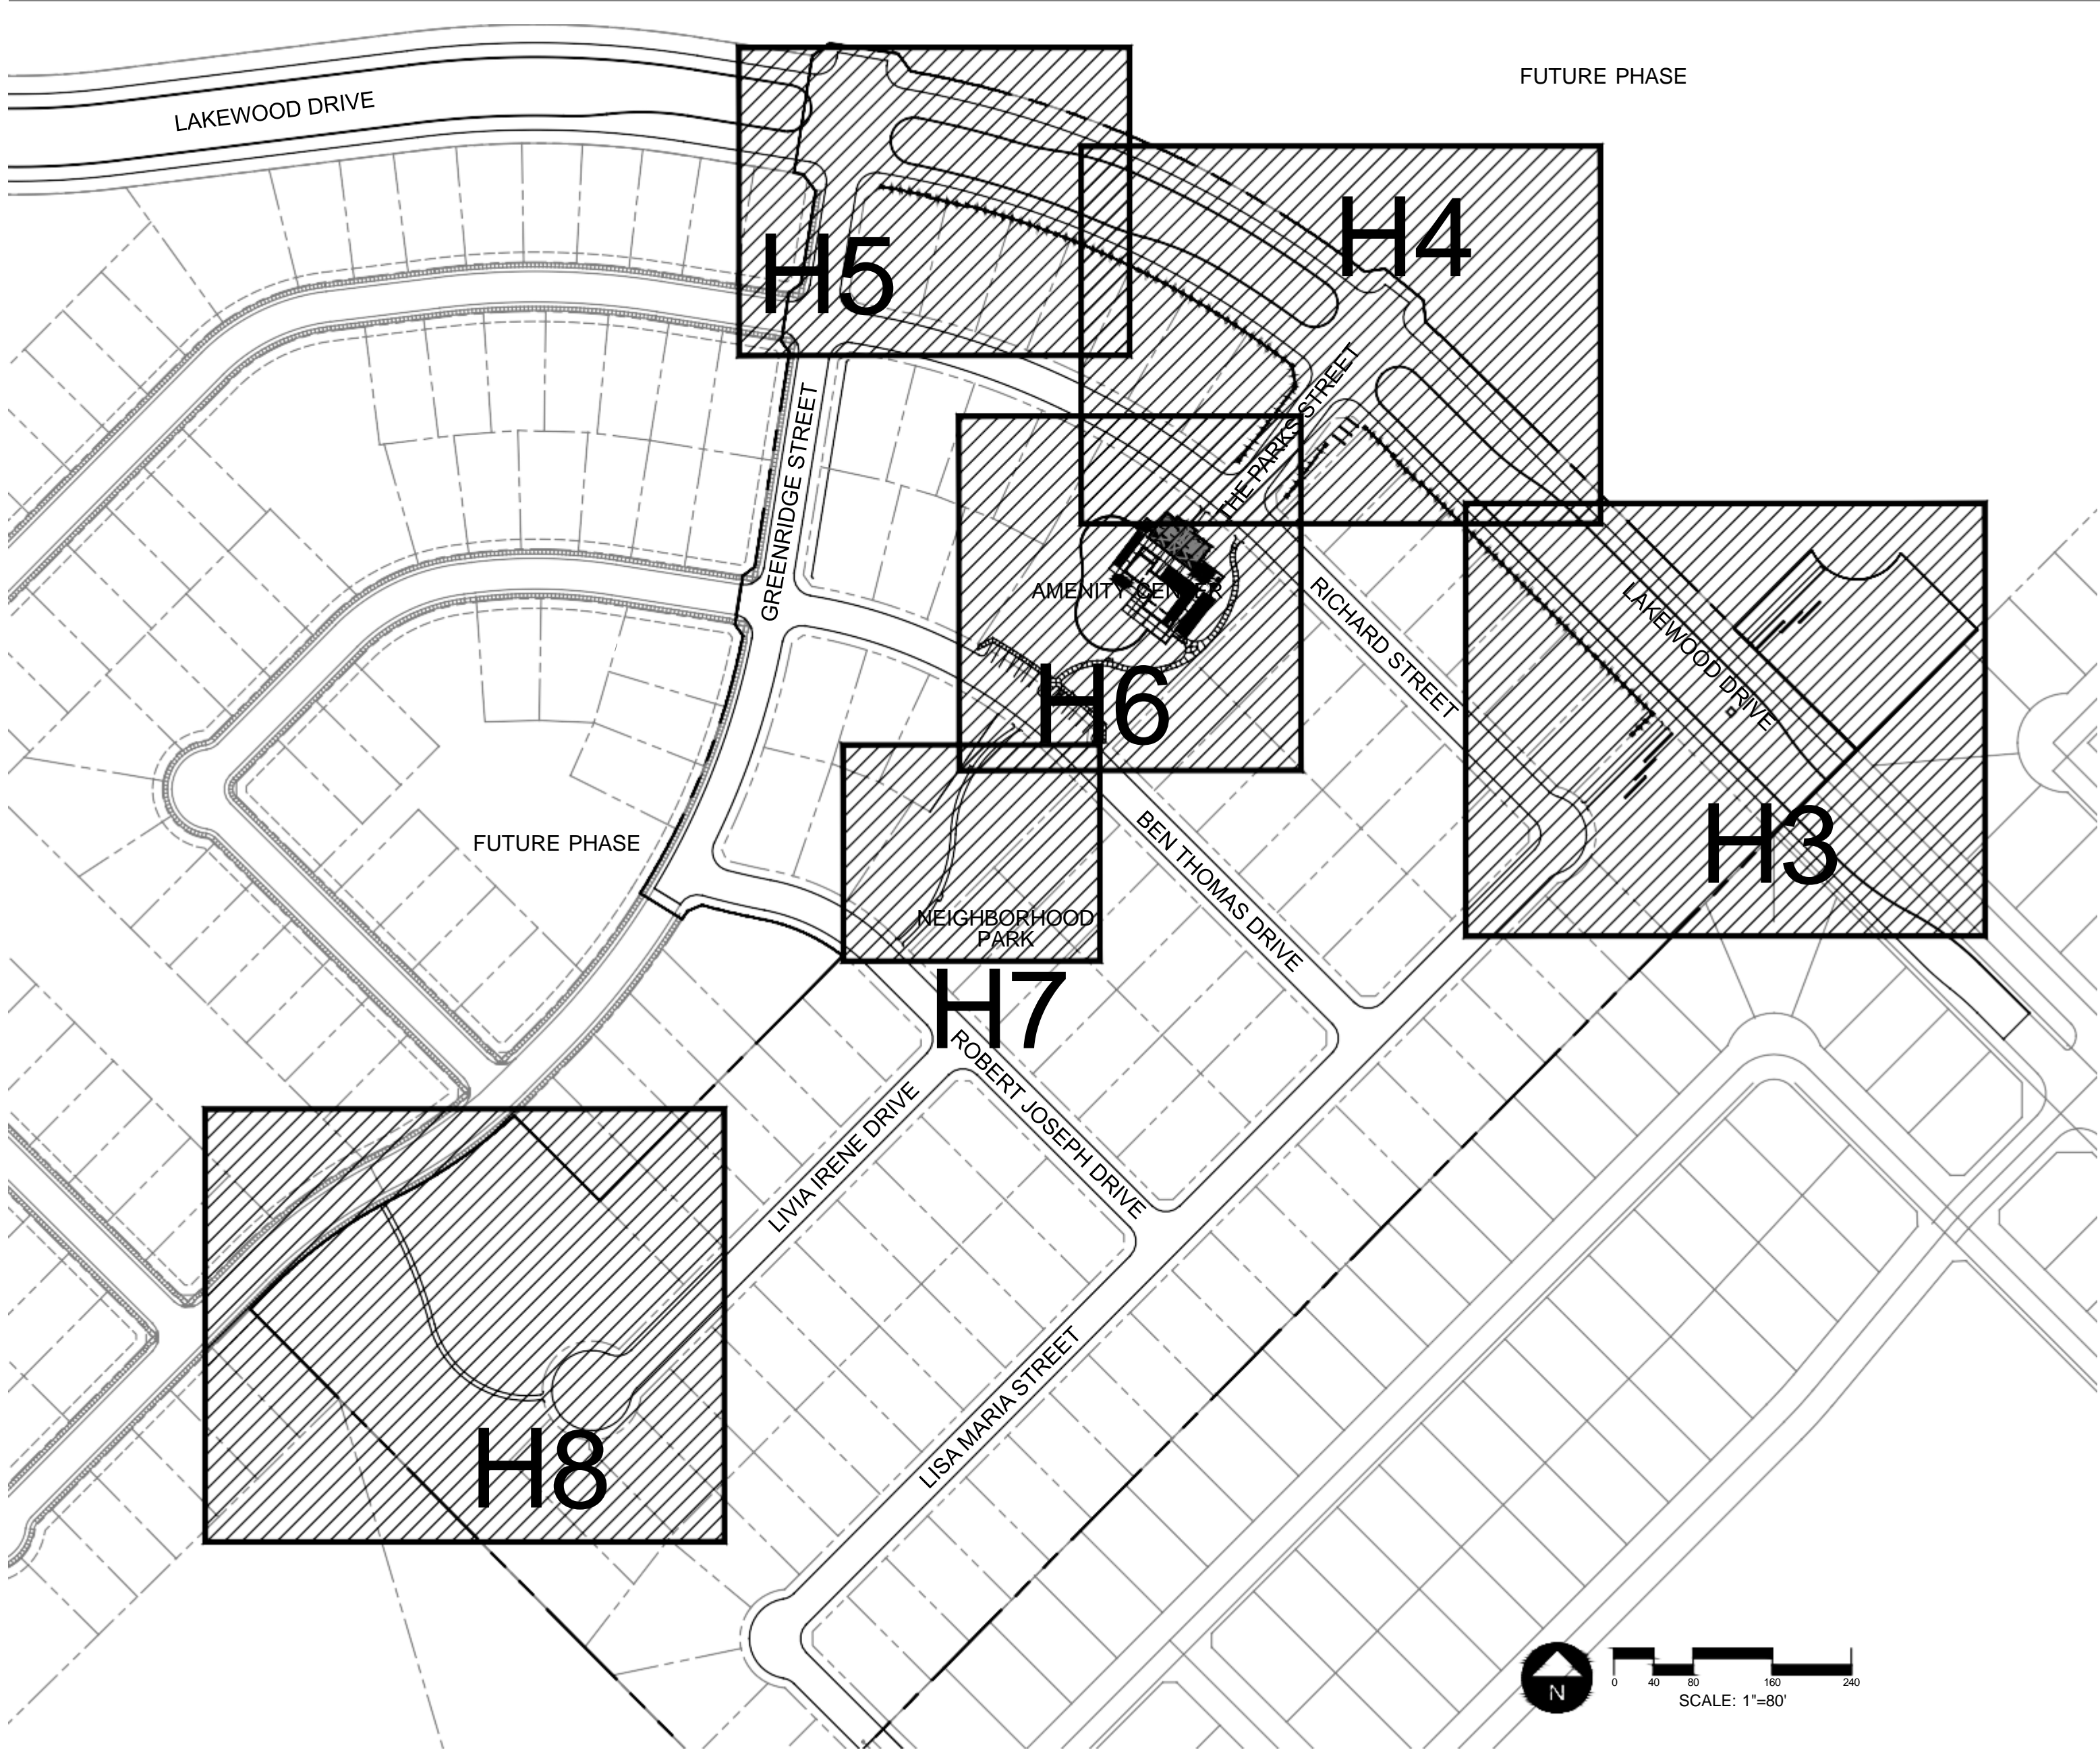 FUTURE PHASE
LAKEWOOD DRIVE
H5
H4
THE PARKS STREET
GREENRIDGE STREET
AMENITY CENTER
RICHARD STREET
LAKEWOOD DRIVE
H6
H3
FUTURE PHASE
BEN THOMAS DRIVE
NEIGHBORHOOD
PARK
H7
ROBERT JOSEPH DRIVE
LIVIA IRENE DRIVE
LISA MARIA STREET
H8
N
0 40 80 160 240
SCALE: 1"=80'